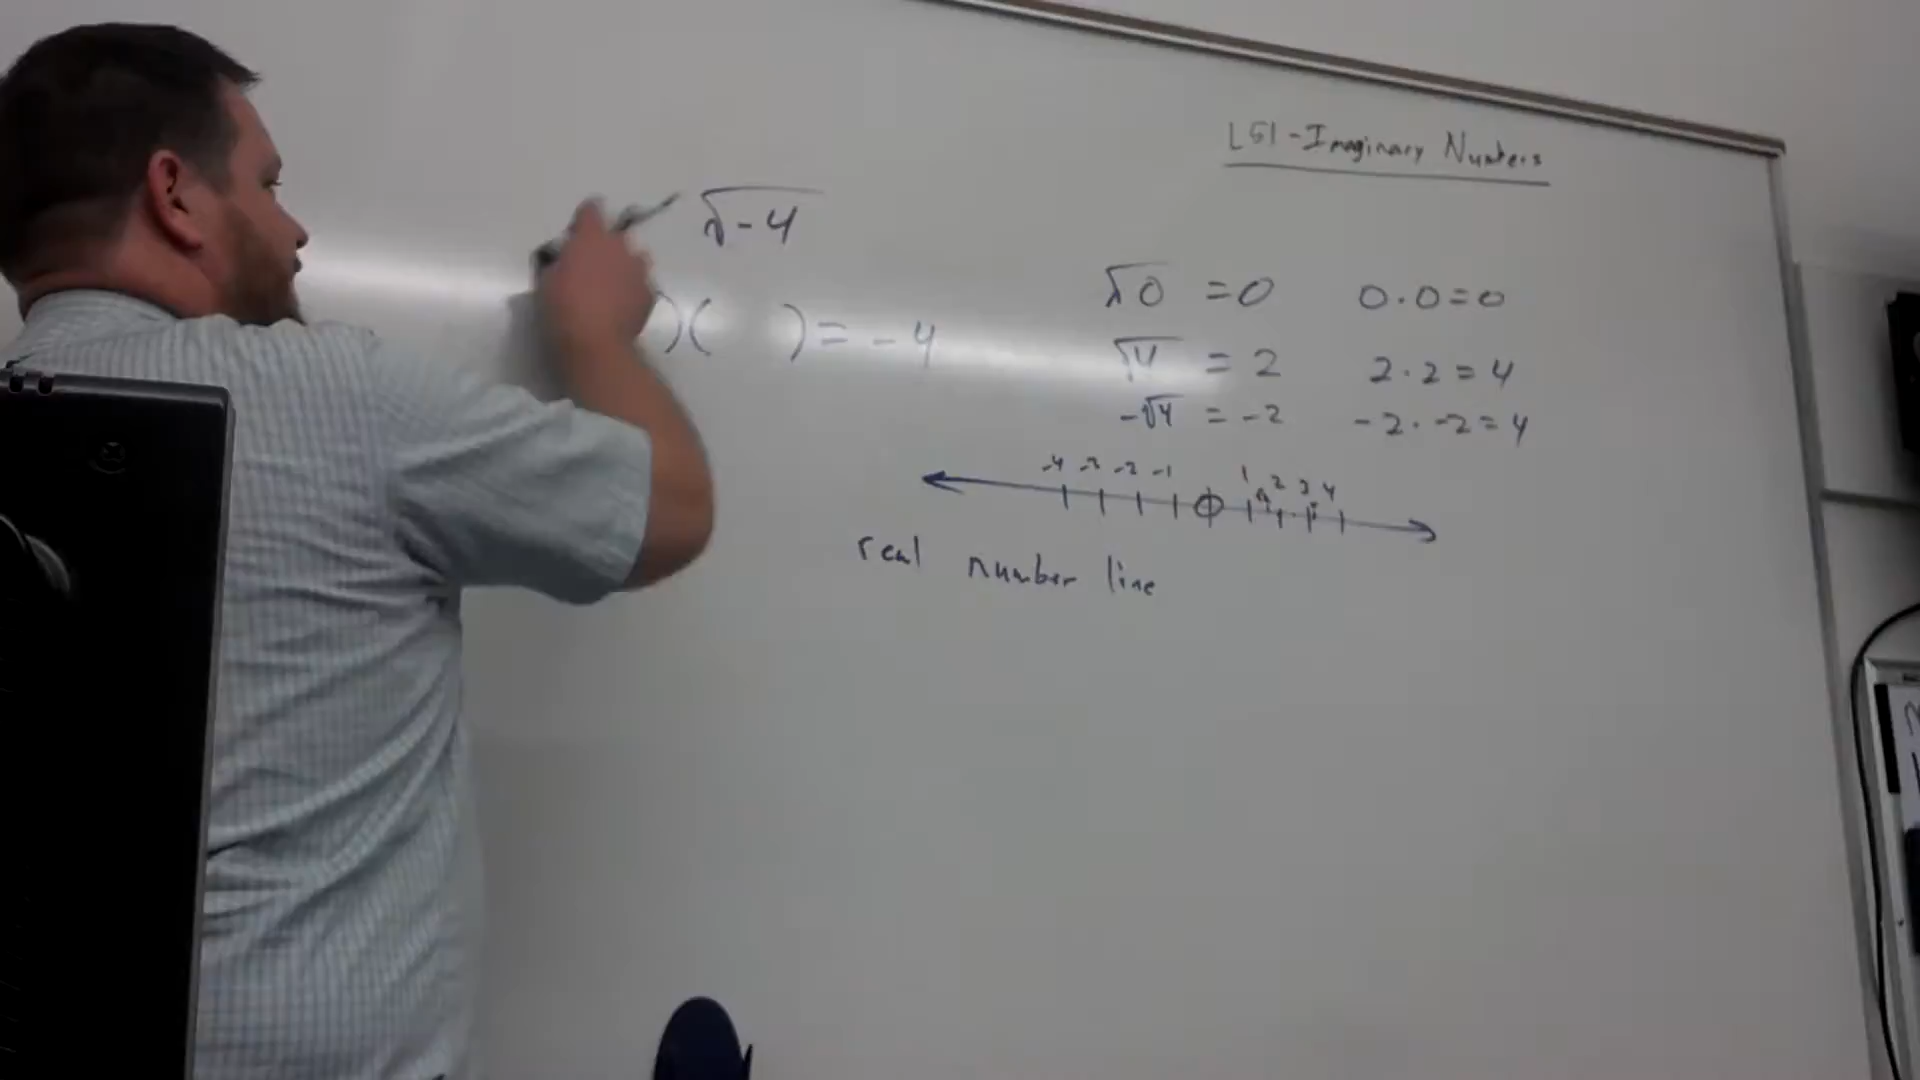 L51 - Imaginary Numbers
√-4
)( ) = -4
√0 = 0 0 · 0 = 0
√4 = 2 2 · 2 = 4
-√4 = -2 -2 · -2 = 4
-4 -3 -2 -1 1 2 3 4
real number line